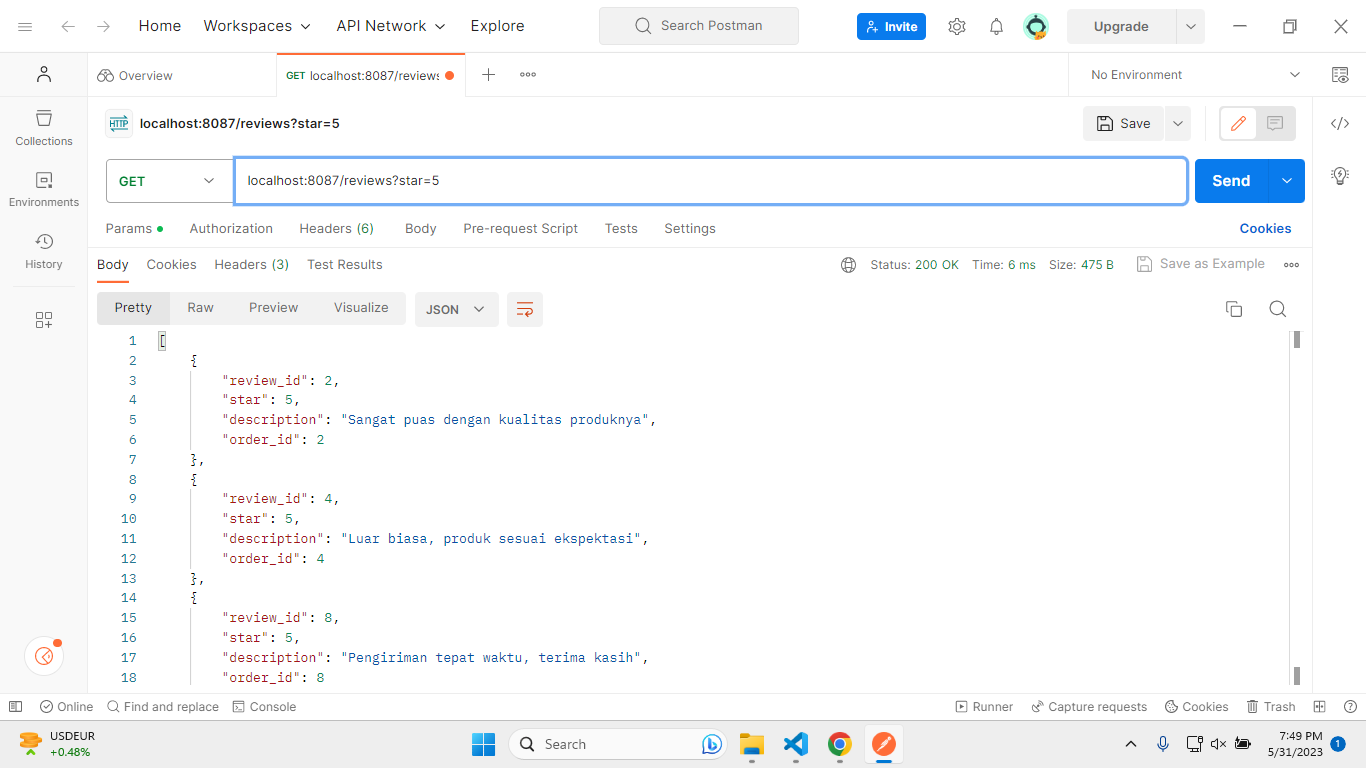 Home Workspaces API Network Explore Search Postman Invite Upgrade
Overview GET localhost:8087/reviews No Environment
HTTP localhost:8087/reviews?star=5 Save
Collections
GET localhost:8087/reviews?star=5 Send
Environments
Params Authorization Headers (6) Body Pre-request Script Tests Settings Cookies
History
Body Cookies Headers (3) Test Results Status: 200 OK Time: 6 ms Size: 475 B Save as Example
Pretty Raw Preview Visualize JSON
1 [
2 {
3 "review_id": 2,
4 "star": 5,
5 "description": "Sangat puas dengan kualitas produknya",
6 "order_id": 2
7 },
8 {
9 "review_id": 4,
10 "star": 5,
11 "description": "Luar biasa, produk sesuai ekspektasi",
12 "order_id": 4
13 },
14 {
15 "review_id": 8,
16 "star": 5,
17 "description": "Pengiriman tepat waktu, terima kasih",
18 "order_id": 8
Online Find and replace Console Runner Capture requests Cookies Trash
USDEUR
+0.48%
Search
7:49 PM
5/31/2023
1